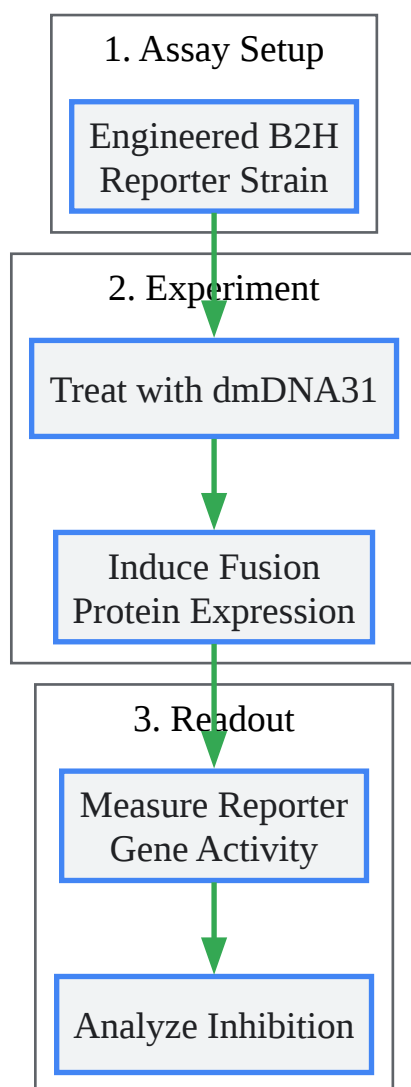 1. Assay Setup
Engineered B2H
Reporter Strain
2. Experiment
Treat with dmDNA31
Induce Fusion
Protein Expression
3. Readout
Measure Reporter
Gene Activity
Analyze Inhibition